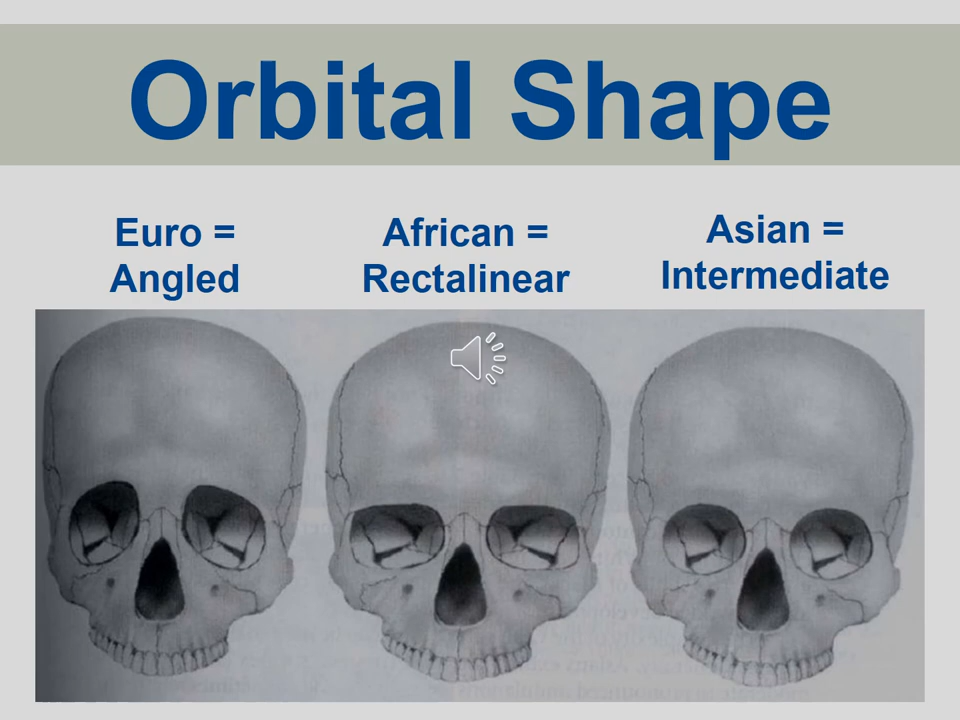 Orbital Shape
Euro =
Angled
African =
Rectalinear
Asian =
Intermediate